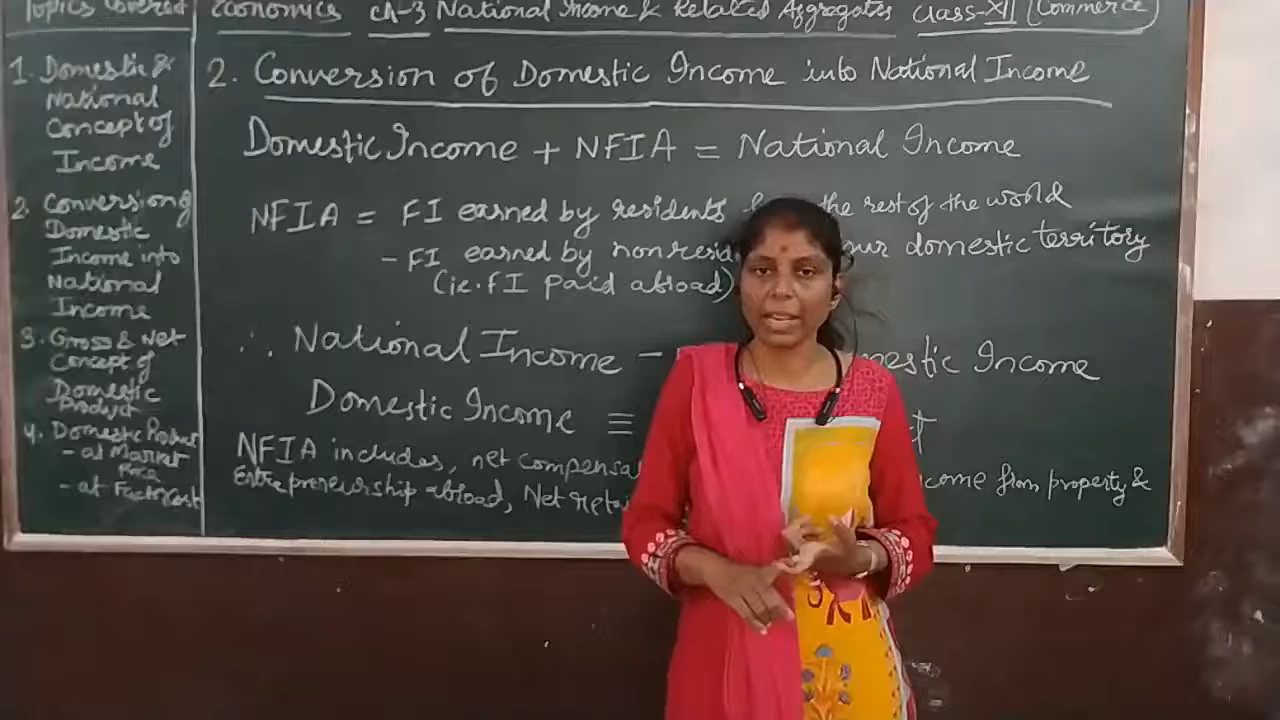 Topics Covered
1. Domestic &
National
Concept of
Income
2. Conversion of
Domestic
Income into
National
Income
3. Gross & Net
Concept of
Domestic
Product
4. Domestic Product
- at Market
Price
- at Factor Cost
Economics ch-3 National Income & Related Aggregates Class-XII (Commerce)
2. Conversion of Domestic Income into National Income
Domestic Income + NFIA = National Income
NFIA = FI earned by residents the rest of the world
- FI earned by domestic territory
(ie. FI paid abroad)
∴ National Income - Income
Domestic Income ≡
NFIA includes, net
Entrepreneurship abroad, Net from property &